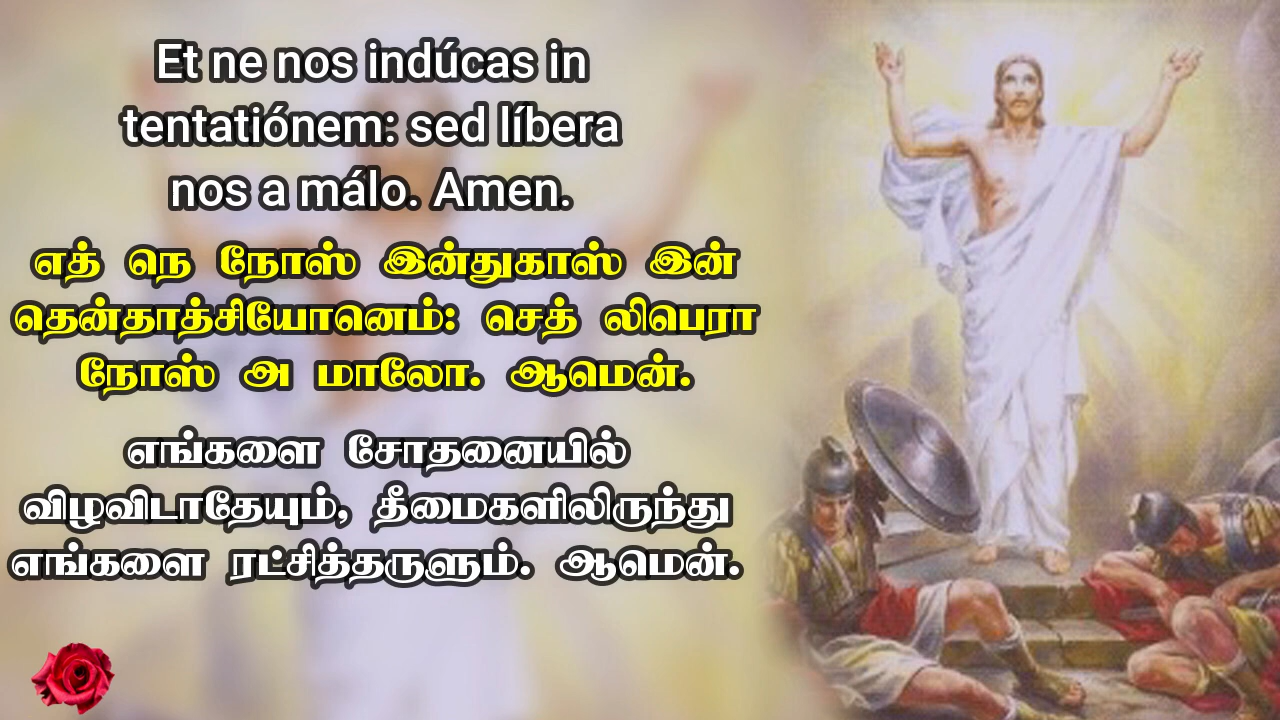 Et ne nos indúcas in
tentatiónem: sed líbera
nos a málo. Amen.
எத் நெ நோஸ் இன்துகாஸ் இன்
தென்தாத்சியோனெம்: செத் லிபெரா
நோஸ் அ மாலோ. ஆமென்.
எங்களை சோதனையில்
விழவிடாதேயும், தீமைகளிலிருந்து
எங்களை ரட்சித்தருளும். ஆமென்.